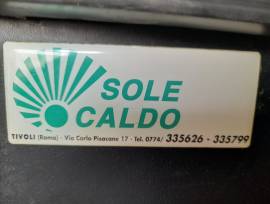 SOLE
CALDO
TIVOLI (Roma) - Via Carlo Pisacane 17 - Tel. 0774/ 335626 - 335799